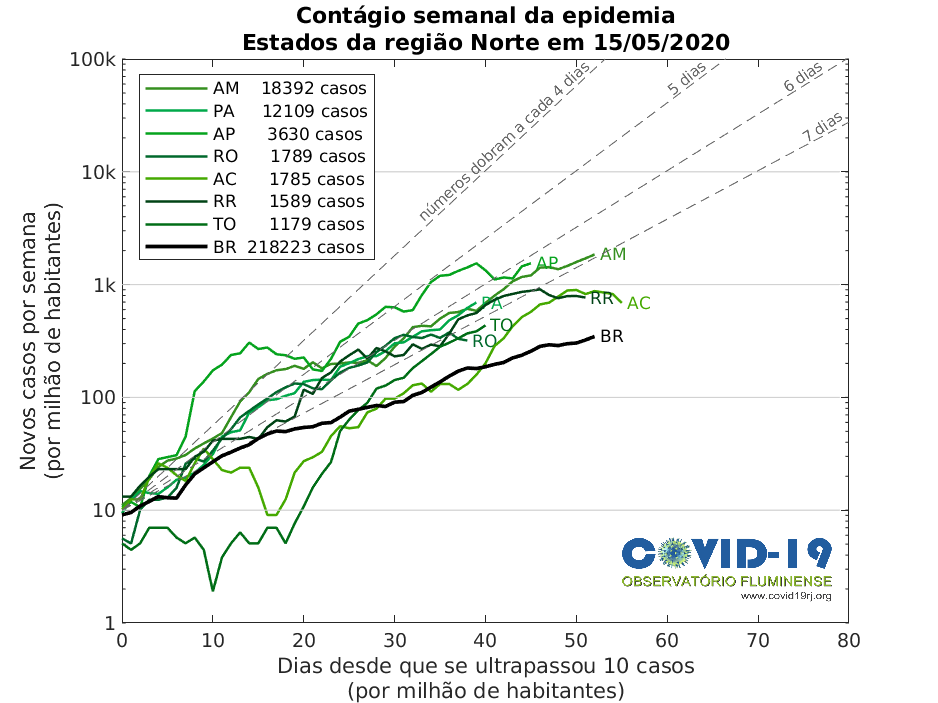 Contágio semanal da epidemia
Estados da região Norte em 15/05/2020
100k
10k
1k
100
10
1
Novos casos por semana
(por milhão de habitantes)
AM 18392 casos
PA 12109 casos
AP 3630 casos
RO 1789 casos
AC 1785 casos
RR 1589 casos
TO 1179 casos
BR 218223 casos
números dobram a cada 4 dias
5 dias
6 dias
7 dias
AP
AM
PA
RR
AC
TO
RO
BR
COVID-19
OBSERVATÓRIO FLUMINENSE
www.covid19rj.org
0 10 20 30 40 50 60 70 80
Dias desde que se ultrapassou 10 casos
(por milhão de habitantes)